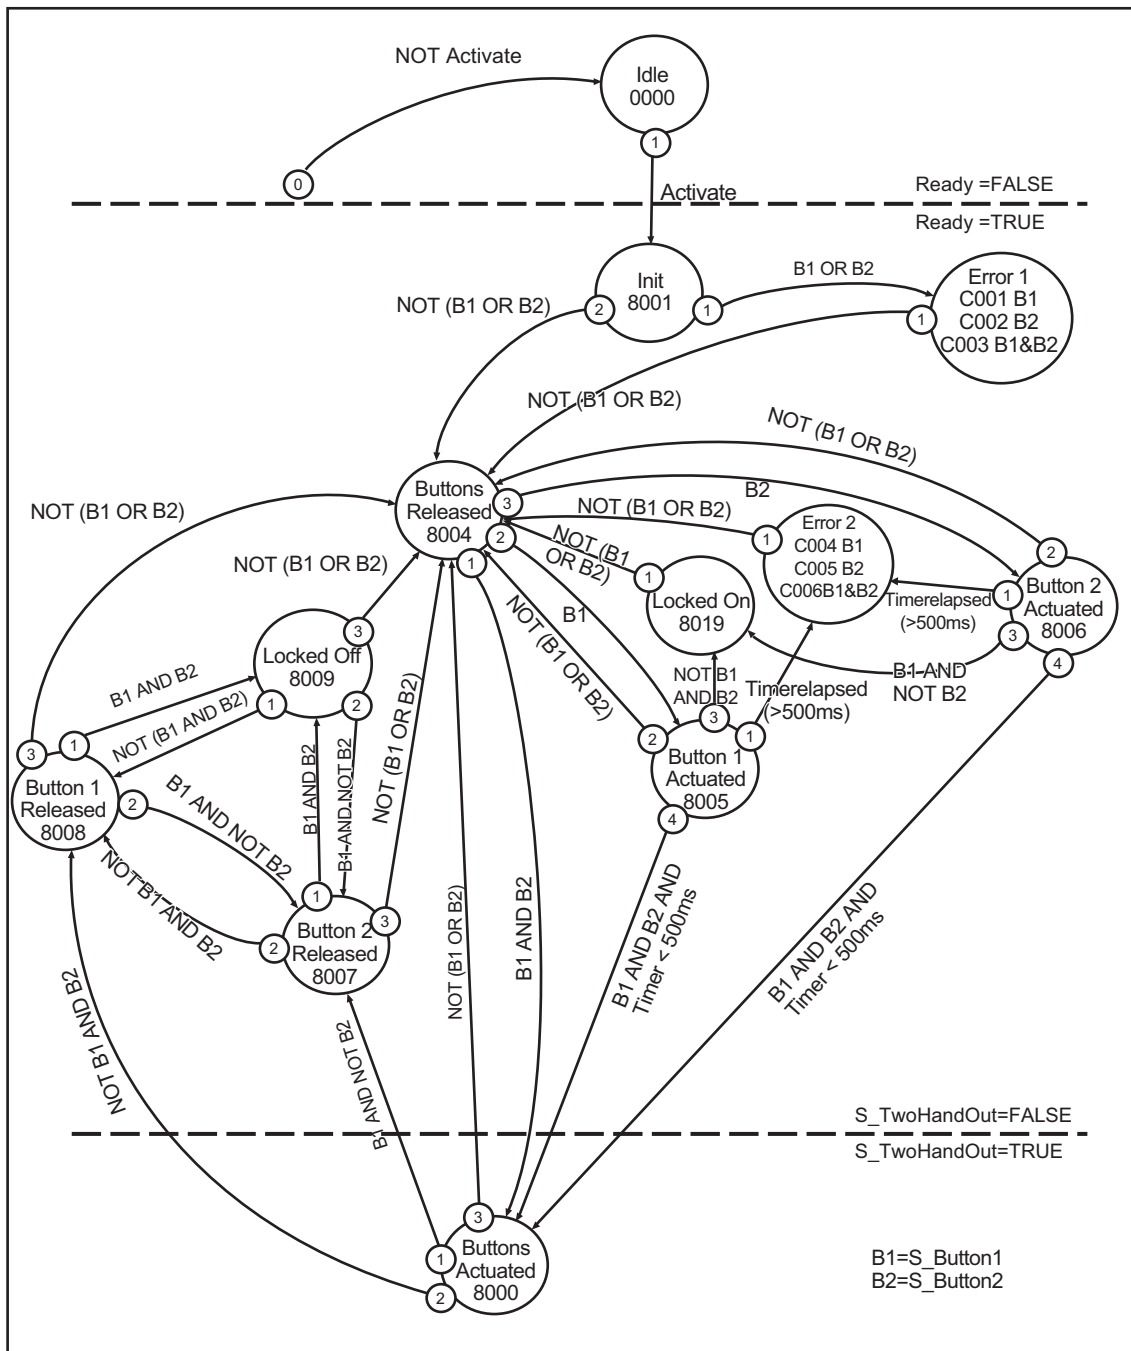 NOT Activate
Idle
0000
1
0
Ready =FALSE
Activate
Ready =TRUE
Init
8001
2
1
B1 OR B2
NOT (B1 OR B2)
Error 1
C001 B1
C002 B2
C003 B1&B2
1
NOT (B1 OR B2)
NOT (B1 OR B2)
Buttons
Released
8004
3
2
1
B2
NOT (B1 OR B2)
NOT (B1 OR B2)
NOT (B1
OR B2)
Error 2
C004 B1
C005 B2
C006B1&B2
1
2
Button 2
Actuated
8006
1
3
4
Timerelapsed
(>500ms)
NOT (B1 OR B2)
B1
NOT (B1 OR B2)
1
Locked On
8019
B1 AND
NOT B2
3
Locked Off
8009
1
2
B1 AND B2
NOT (B1 AND B2)
NOT B1
AND B2
Timerelapsed
(>500ms)
NOT (B1 OR B2)
3
1
Button 1
Released
8008
2
B1 AND B2
B1 AND NOT B2
2
3
1
Button 1
Actuated
8005
4
B1 AND NOT B2
NOT B1 AND B2
1
2
3
Button 2
Released
8007
NOT (B1 OR B2)
B1 AND B2
B1 AND B2 AND
Timer < 500ms
B1 AND B2 AND
Timer < 500ms
NOT B1 AND B2
B1 AND NOT B2
S_TwoHandOut=FALSE
S_TwoHandOut=TRUE
3
1
2
Buttons
Actuated
8000
B1=S_Button1
B2=S_Button2